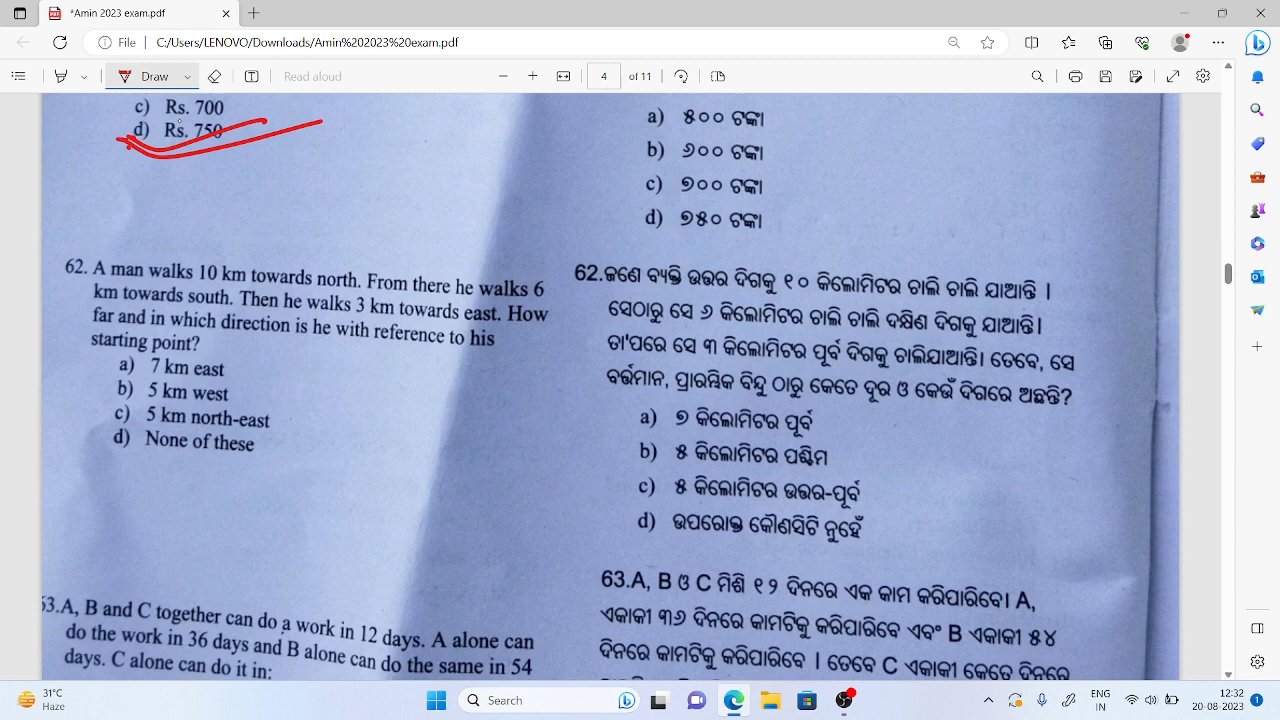 *Amin 2023 exam.pdf
File C:/Users/LENOVO/Downloads/Amin%202023%20exam.pdf
Draw
Read aloud
4 of 11
c) Rs. 700
d) Rs. 750
62. A man walks 10 km towards north. From there he walks 6
km towards south. Then he walks 3 km towards east. How
far and in which direction is he with reference to his
starting point?
a) 7 km east
b) 5 km west
c) 5 km north-east
d) None of these
63.A, B and C together can do a work in 12 days. A alone can
do the work in 36 days and B alone can do the same in 54
days. C alone can do it in:
a) ୫୦୦ ଟଙ୍କା
b) ୬୦୦ ଟଙ୍କା
c) ୭୦୦ ଟଙ୍କା
d) ୭୫୦ ଟଙ୍କା
62.ଜଣେ ବ୍ୟକ୍ତି ଉତ୍ତର ଦିଗକୁ ୧୦ କିଲୋମିଟର ଚାଲି ଚାଲି ଯାଆନ୍ତି ।
ସେଠାରୁ ସେ ୬ କିଲୋମିଟର ଚାଲି ଚାଲି ଦକ୍ଷିଣ ଦିଗକୁ ଯାଆନ୍ତି।
ତା'ପରେ ସେ ୩ କିଲୋମିଟର ପୂର୍ବ ଦିଗକୁ ଚାଲିଯାଆନ୍ତି। ତେବେ, ସେ
ବର୍ତ୍ତମାନ, ପ୍ରାରମ୍ଭିକ ବିନ୍ଦୁ ଠାରୁ କେତେ ଦୂର ଓ କେଉଁ ଦିଗରେ ଅଛନ୍ତି?
a) ୭ କିଲୋମିଟର ପୂର୍ବ
b) ୫ କିଲୋମିଟର ପଶ୍ଚିମ
c) ୫ କିଲୋମିଟର ଉତ୍ତର-ପୂର୍ବ
d) ଉପରୋକ୍ତ କୌଣସିଟି ନୁହେଁ
63.A, B ଓ C ମିଶି ୧୨ ଦିନରେ ଏକ କାମ କରିପାରିବେ। A,
ଏକାକୀ ୩୬ ଦିନରେ କାମଟିକୁ କରିପାରିବେ ଏବଂ B ଏକାକୀ ୫୪
ଦିନରେ କାମଟିକୁ କରିପାରିବେ । ତେବେ C ଏକାକୀ କେତେ ଦିନରେ
31°C
Haze
Search
ENG
IN
12:32
20-08-2023